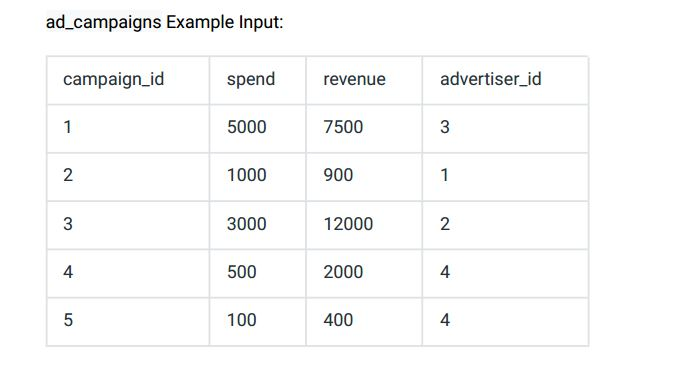 ad_campaigns Example Input:
campaign_id spend revenue advertiser_id
1 5000 7500 3
2 1000 900 1
3 3000 12000 2
4 500 2000 4
5 100 400 4